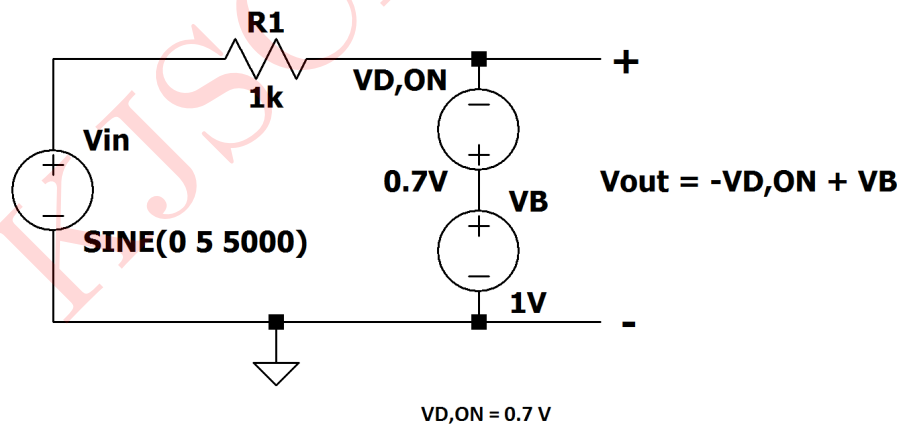 R1
VD,ON
+
1k
Vin
-
+
+
0.7V
Vout = -VD,ON + VB
VB
-
+
SINE(0 5 5000)
-
1V
-
VD,ON = 0.7 V
KJSC